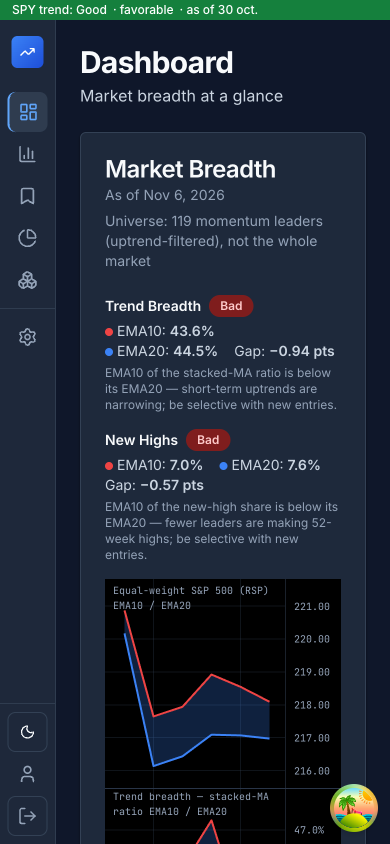 SPY trend: Good · favorable · as of 30 oct.
Dashboard
Market breadth at a glance
Market Breadth
As of Nov 6, 2026
Universe: 119 momentum leaders
(uptrend-filtered), not the whole
market
Trend Breadth Bad
EMA10: 43.6%
EMA20: 44.5% Gap: −0.94 pts
EMA10 of the stacked-MA ratio is below
its EMA20 — short-term uptrends are
narrowing; be selective with new entries.
New Highs Bad
EMA10: 7.0% EMA20: 7.6%
Gap: −0.57 pts
EMA10 of the new-high share is below its
EMA20 — fewer leaders are making 52-
week highs; be selective with new
entries.
Equal-weight S&P 500 (RSP)
EMA10 / EMA20
221.00
220.00
219.00
218.00
217.00
216.00
Trend breadth — stacked-MA
ratio EMA10 / EMA20
47.0%